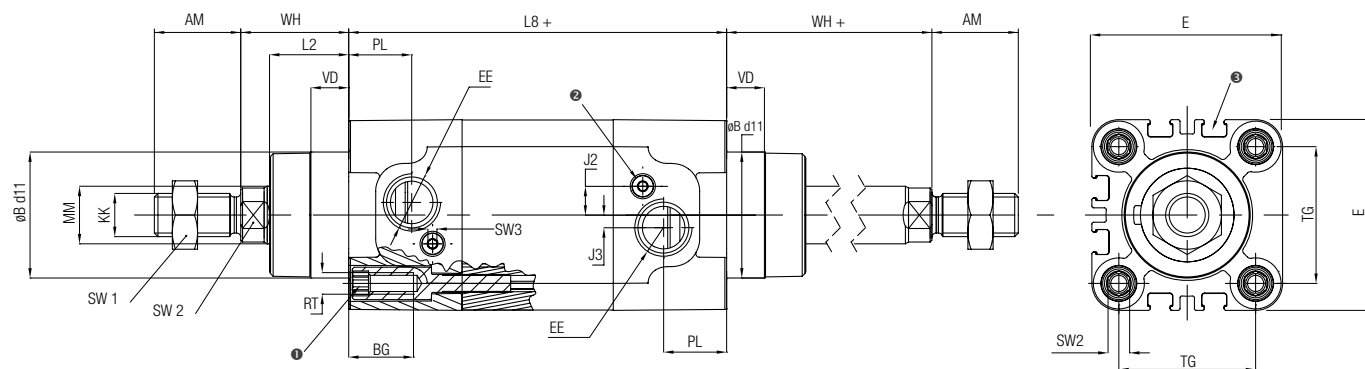 AM WH L8 + WH + AM
L2 PL
VD VD
EE
❷
øB d11
J2
øB d11
MM
KK
SW3
J3
SW 1
SW 2
RT
EE
❶
BG
PL
E
❸
TG
E
SW2
TG